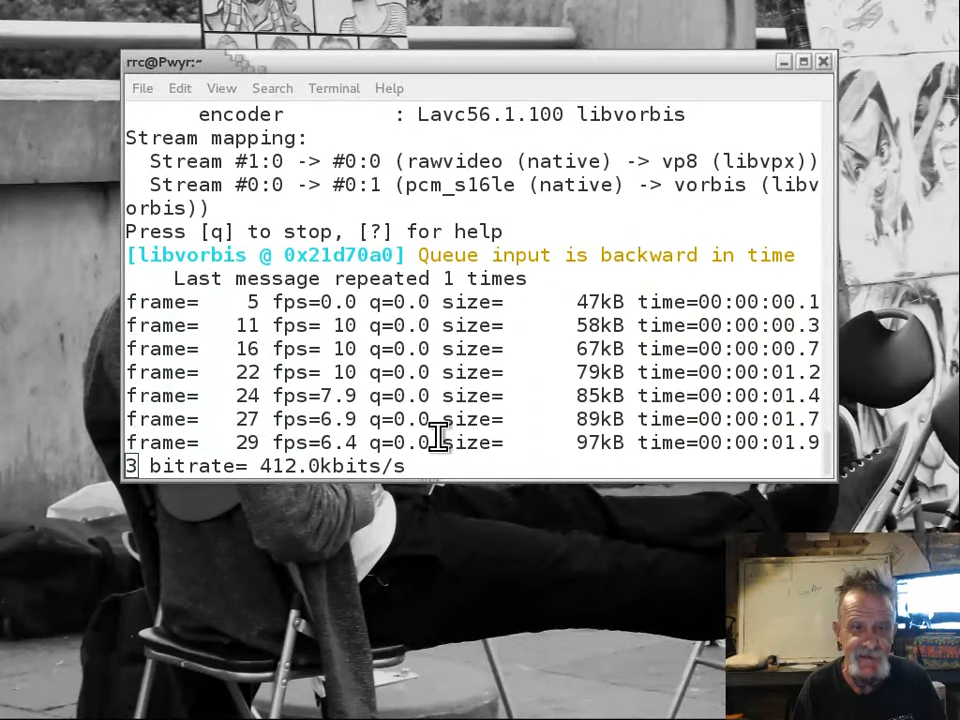 rrc@Pwyr:~
File Edit View Search Terminal Help
encoder : Lavc56.1.100 libvorbis
Stream mapping:
Stream #1:0 -> #0:0 (rawvideo (native) -> vp8 (libvpx))
Stream #0:0 -> #0:1 (pcm_s16le (native) -> vorbis (libv
orbis))
Press [q] to stop, [?] for help
[libvorbis @ 0x21d70a0] Queue input is backward in time
Last message repeated 1 times
frame= 5 fps=0.0 q=0.0 size= 47kB time=00:00:00.1
frame= 11 fps= 10 q=0.0 size= 58kB time=00:00:00.3
frame= 16 fps= 10 q=0.0 size= 67kB time=00:00:00.7
frame= 22 fps= 10 q=0.0 size= 79kB time=00:00:01.2
frame= 24 fps=7.9 q=0.0 size= 85kB time=00:00:01.4
frame= 27 fps=6.9 q=0.0 size= 89kB time=00:00:01.7
frame= 29 fps=6.4 q=0.0 size= 97kB time=00:00:01.9
3 bitrate= 412.0kbits/s